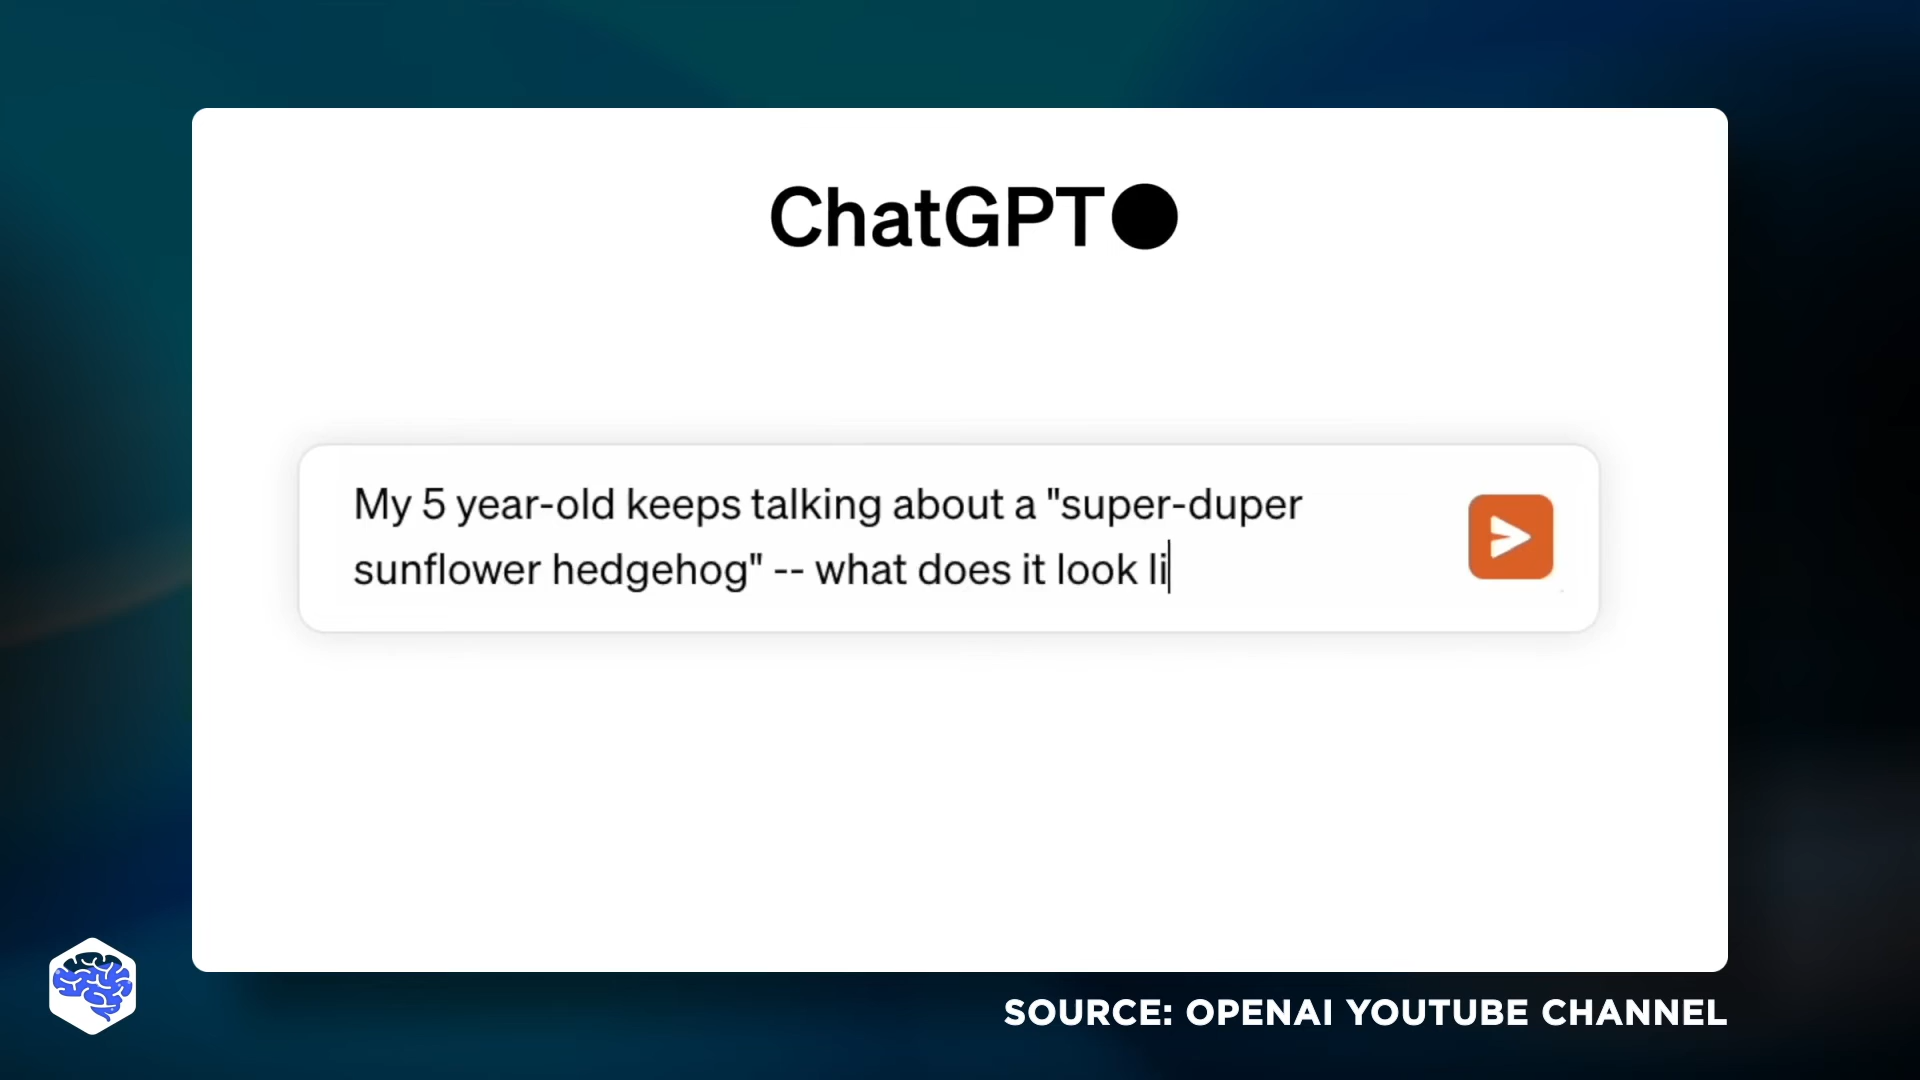 ChatGPT
My 5 year-old keeps talking about a "super-duper
sunflower hedgehog" -- what does it look li
SOURCE: OPENAI YOUTUBE CHANNEL